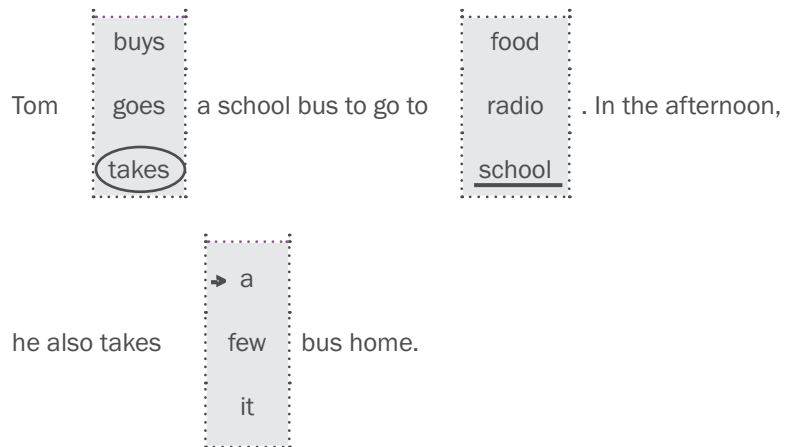 buys
food
Tom goes a school bus to go to radio . In the afternoon,
takes
school
a
he also takes few bus home.
it